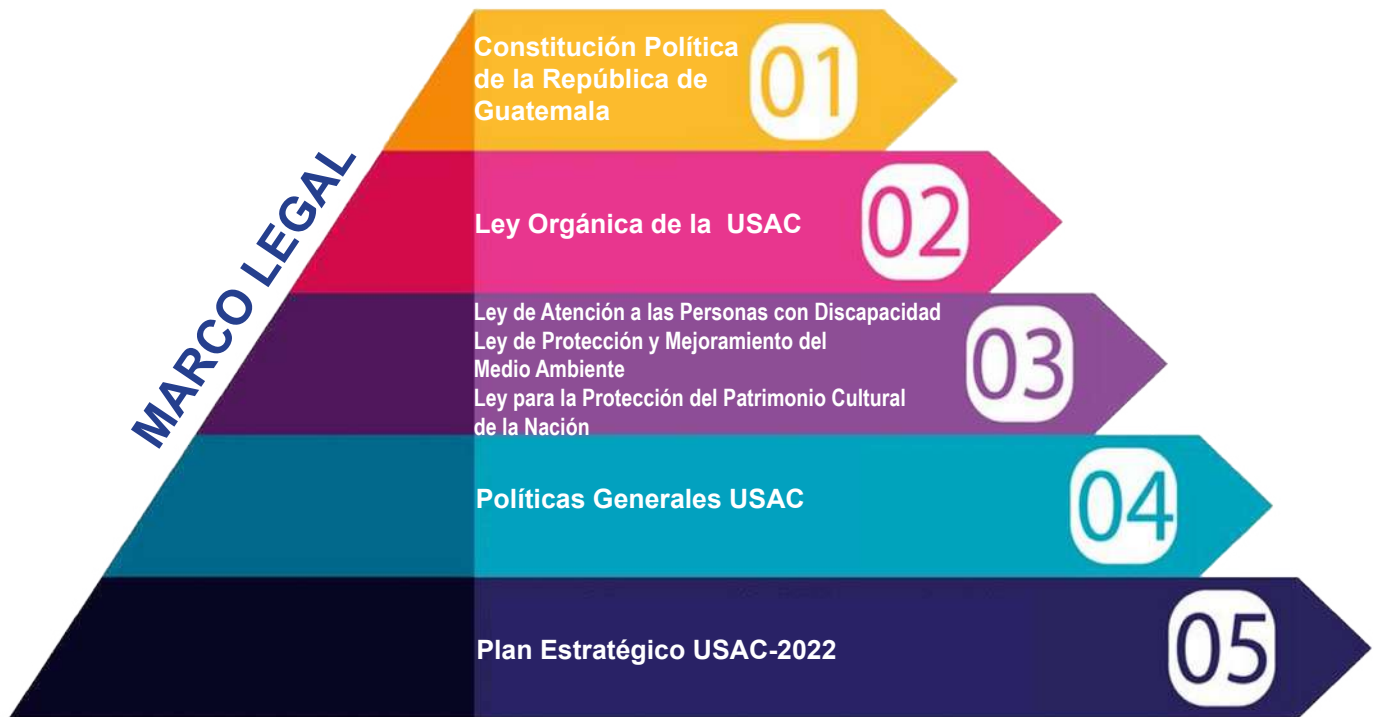 MARCO LEGAL
Constitución Política
de la República de
Guatemala
01
Ley Orgánica de la USAC
02
Ley de Atención a las Personas con Discapacidad
Ley de Protección y Mejoramiento del
Medio Ambiente
Ley para la Protección del Patrimonio Cultural
de la Nación
03
Políticas Generales USAC
04
Plan Estratégico USAC-2022
05